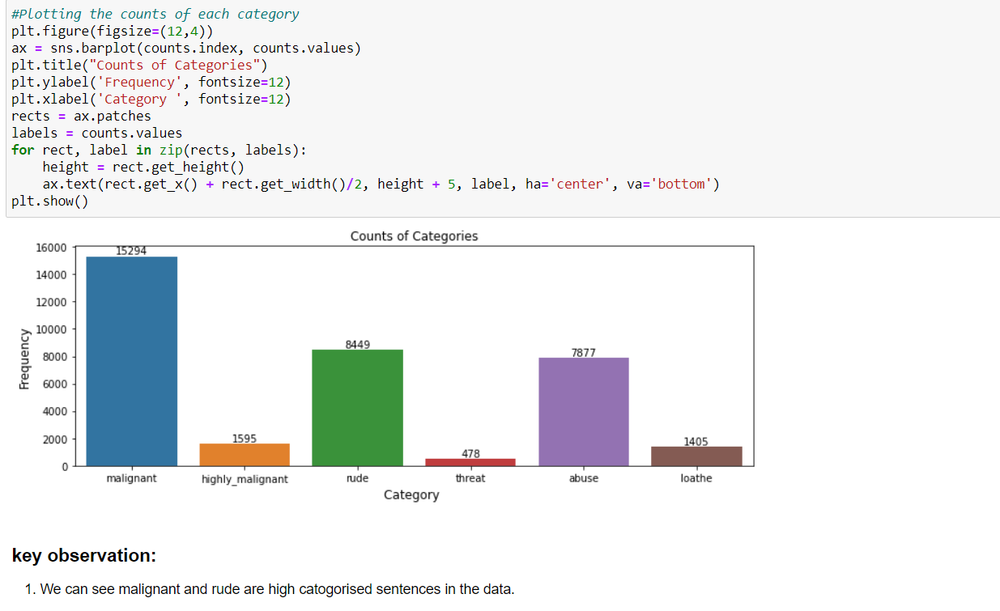 #Plotting the counts of each category
plt.figure(figsize=(12,4))
ax = sns.barplot(counts.index, counts.values)
plt.title("Counts of Categories")
plt.ylabel('Frequency', fontsize=12)
plt.xlabel('Category ', fontsize=12)
rects = ax.patches
labels = counts.values
for rect, label in zip(rects, labels):
    height = rect.get_height()
    ax.text(rect.get_x() + rect.get_width()/2, height + 5, label, ha='center', va='bottom')
plt.show()
Counts of Categories
16000
14000
12000
10000
8000
6000
4000
2000
0
Frequency
15294
1595
8449
478
7877
1405
malignant
highly_malignant
rude
threat
abuse
loathe
Category
key observation:
1. We can see malignant and rude are high catogorised sentences in the data.